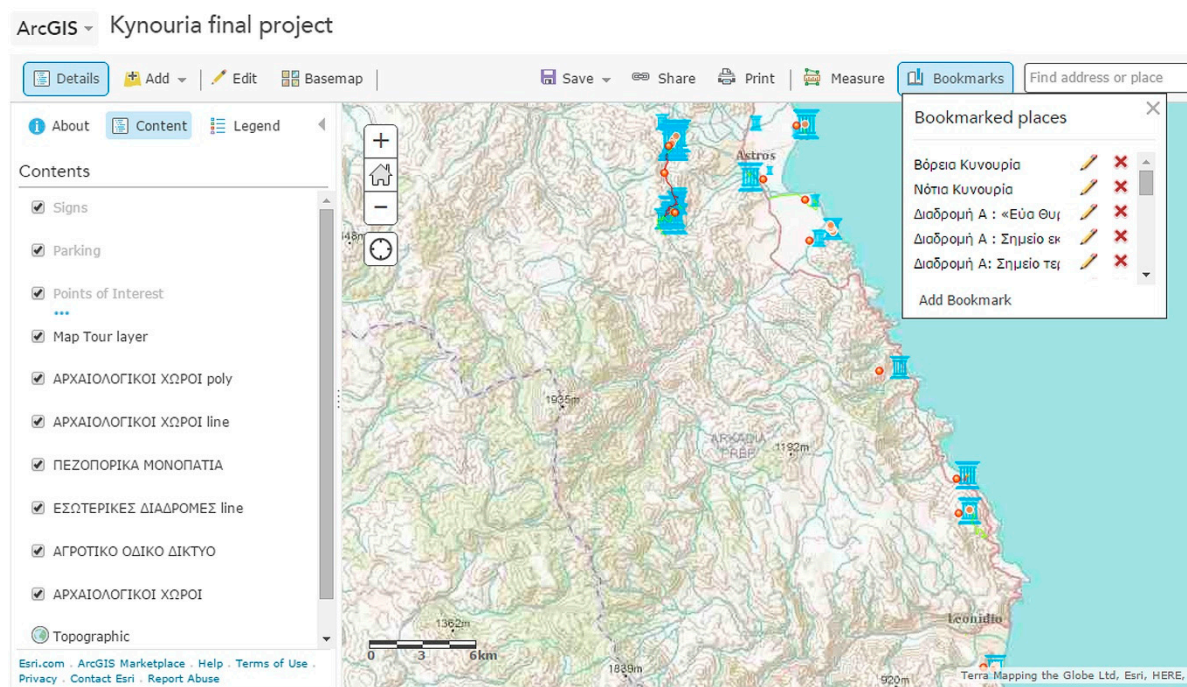 ArcGIS Kynouria final project
Details Add Edit Basemap Save Share Print Measure Bookmarks Find address or place
About Content Legend
Contents
Signs
Parking
Points of Interest
Map Tour layer
ΑΡΧΑΙΟΛΟΓΙΚΟΙ ΧΩΡΟΙ poly
ΑΡΧΑΙΟΛΟΓΙΚΟΙ ΧΩΡΟΙ line
ΠΕΖΟΠΟΡΙΚΑ ΜΟΝΟΠΑΤΙΑ
ΕΣΩΤΕΡΙΚΕΣ ΔΙΑΔΡΟΜΕΣ line
ΑΓΡΟΤΙΚΟ ΟΔΙΚΟ ΔΙΚΤΥΟ
ΑΡΧΑΙΟΛΟΓΙΚΟΙ ΧΩΡΟΙ
Topographic
Esri.com . ArcGIS Marketplace . Help . Terms of Use .
Privacy . Contact Esri . Report Abuse
Bookmarked places
Βόρεια Κυνουρία
Νότια Κυνουρία
Διαδρομή Α : «Εύα Θυρ
Διαδρομή Α : Σημείο εκ
Διαδρομή Α: Σημείο τερ
Add Bookmark
Astros
1935m
ARKADIA
PREF.
1192m
Leonidio
1362m
1839m
920m
0 3 6km
Terra Mapping the Globe Ltd, Esri, HERE,